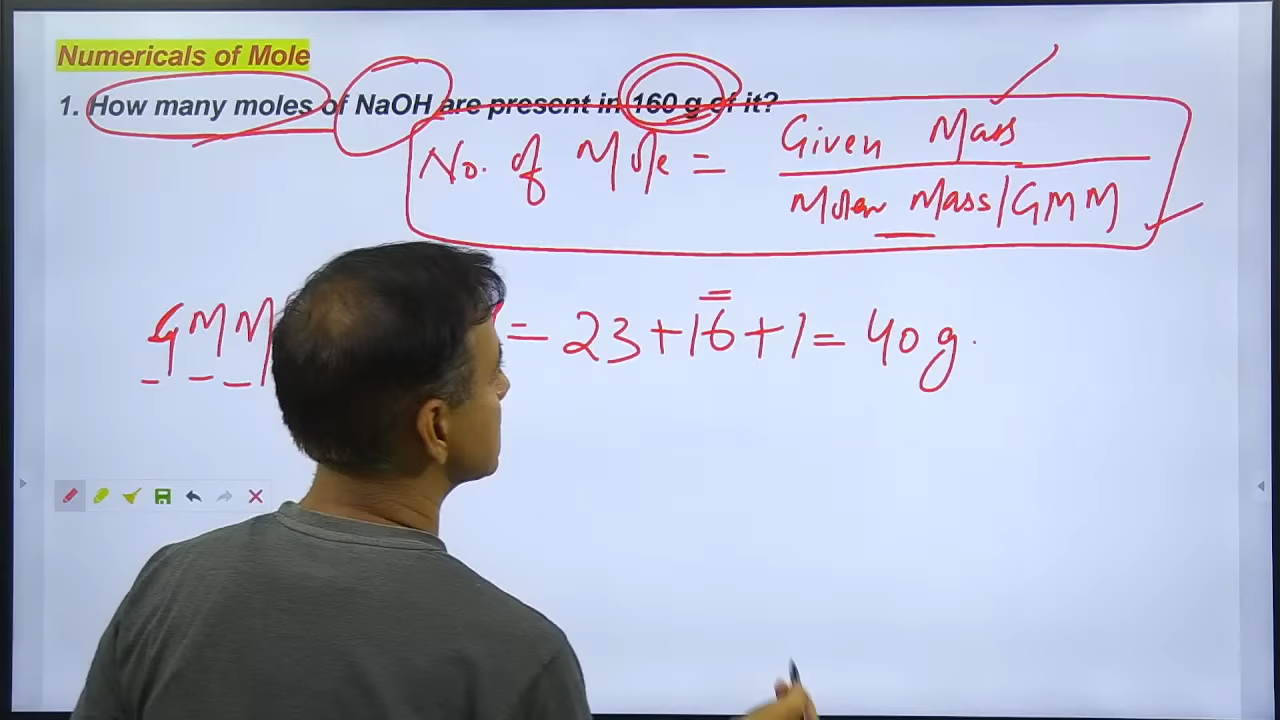 Numericals of Mole
1. How many moles of NaOH are present in 160 g of it?
No. of Mole = Given Mass
Molar Mass/GMM
GMM = 23+16+1= 40g.